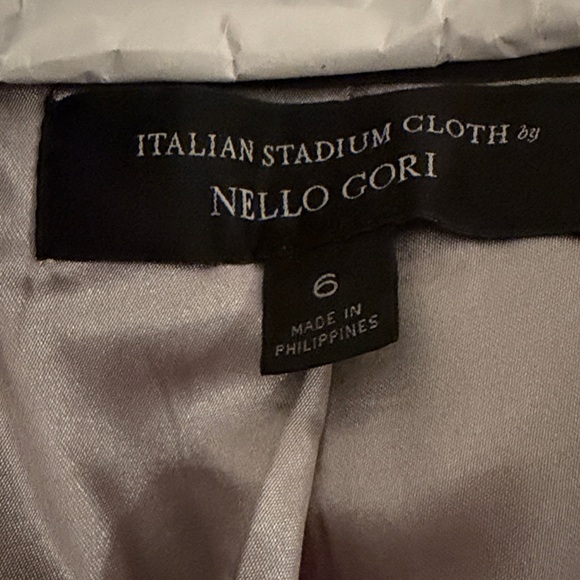 ITALIAN STADIUM CLOTH by
NELLO GORI
6
MADE IN
PHILIPPINES